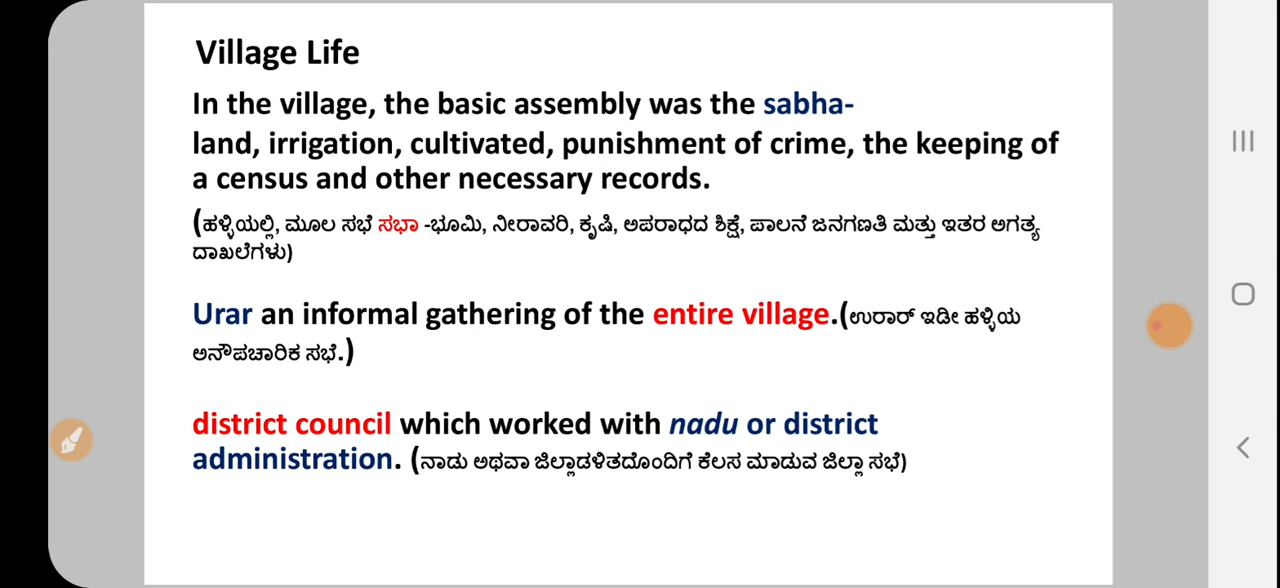 Village Life
In the village, the basic assembly was the sabha-
land, irrigation, cultivated, punishment of crime, the keeping of
a census and other necessary records.
(ಹಳ್ಳಿಯಲ್ಲಿ, ಮೂಲ ಸಭೆ ಸಭಾ -ಭೂಮಿ, ನೀರಾವರಿ, ಕೃಷಿ, ಅಪರಾಧದ ಶಿಕ್ಷೆ, ಪಾಲನೆ ಜನಗಣತಿ ಮತ್ತು ಇತರ ಅಗತ್ಯ
ದಾಖಲೆಗಳು)
Urar an informal gathering of the entire village.(ಉರಾರ್ ಇಡೀ ಹಳ್ಳಿಯ
ಅನೌಪಚಾರಿಕ ಸಭೆ.)
district council which worked with nadu or district
administration. (ನಾಡು ಅಥವಾ ಜಿಲ್ಲಾಡಳಿತದೊಂದಿಗೆ ಕೆಲಸ ಮಾಡುವ ಜಿಲ್ಲಾ ಸಭೆ)